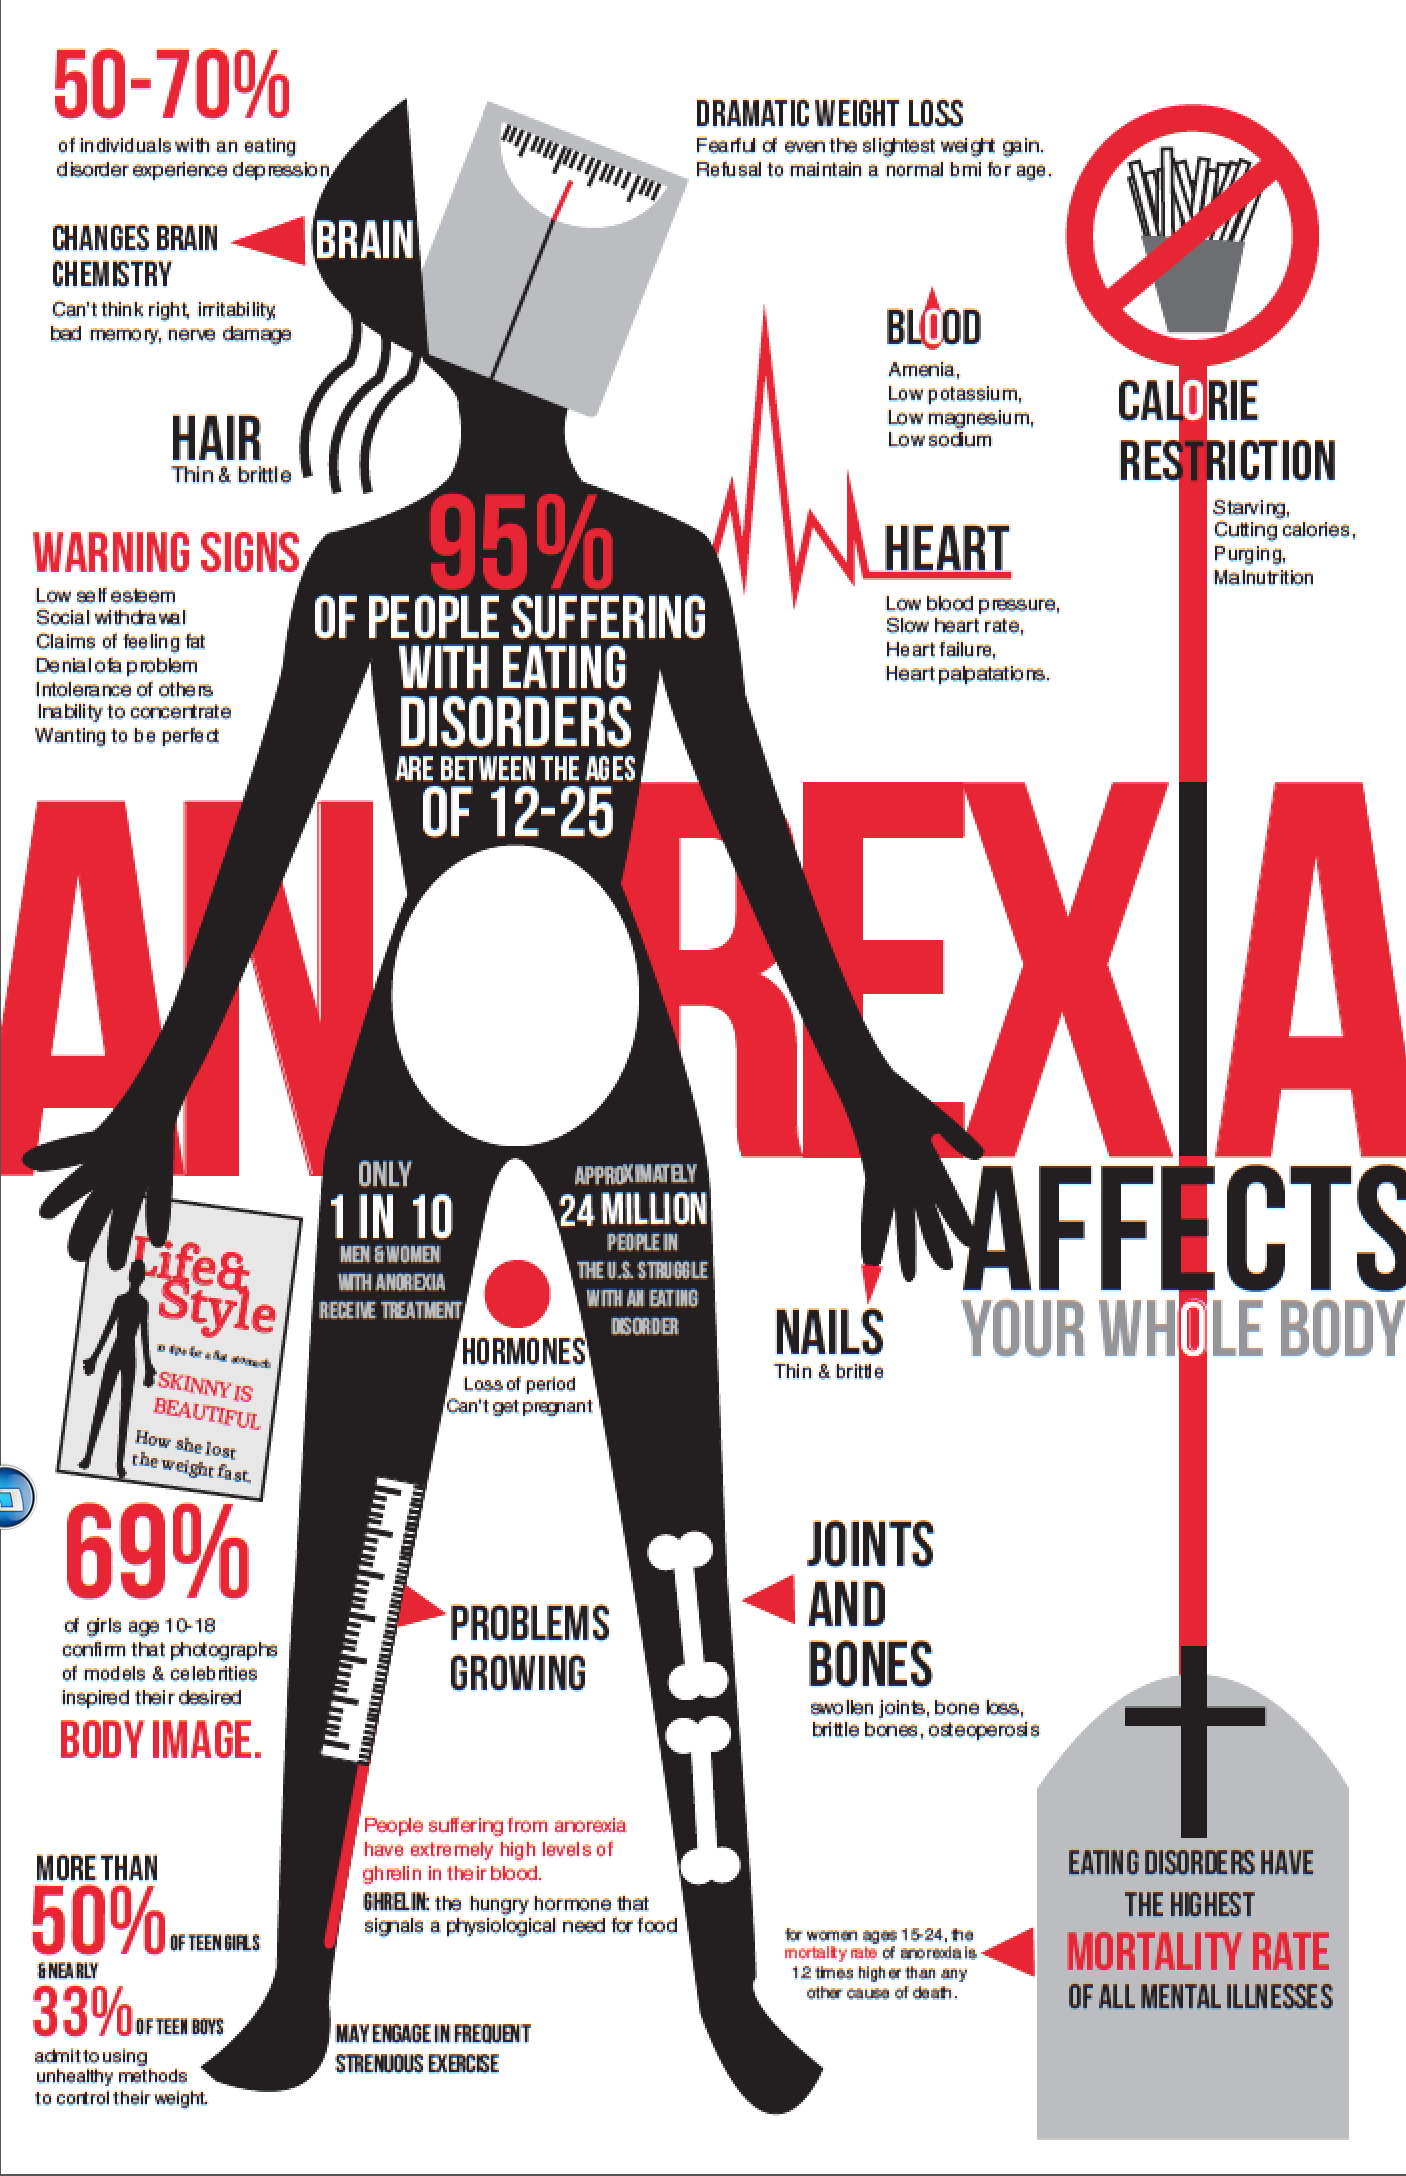 50-70%
of individuals with an eating
disorder experience depression
CHANGES BRAIN
CHEMISTRY
Can't think right, irritability,
bad memory, nerve damage
BRAIN
DRAMATIC WEIGHT LOSS
Fearful of even the slightest weight gain.
Refusal to maintain a normal bmi for age.
BLOOD
Amenia,
Low potassium,
Low magnesium,
Low sodium
CALORIE
RESTRICTION
Starving,
Cutting calories,
Purging,
Malnutrition
HAIR
Thin & brittle
WARNING SIGNS
Low self esteem
Social withdrawal
Claims of feeling fat
Denial ofa problem
Intolerance of others
Inability to concentrate
Wanting to be perfect
95%
OF PEOPLE SUFFERING
WITH EATING
DISORDERS
ARE BETWEEN THE AGES
OF 12-25
HEART
Low blood pressure,
Slow heart rate,
Heart failure,
Heart palpatations.
ANOREXIA
AFFECTS
YOUR WHOLE BODY
ONLY
1 IN 10
MEN & WOMEN
WITH ANOREXIA
RECEIVE TREATMENT
APPROXIMATELY
24 MILLION
PEOPLE IN
THE U.S. STRUGGLE
WITH AN EATING
DISORDER
HORMONES
Loss of period
Can't get pregnant
NAILS
Thin & brittle
Life&
Style
10 tips for a flat stomach
SKINNY IS
BEAUTIFUL
How she lost
the weight fast.
69%
of girls age 10-18
confirm that photographs
of models & celebrities
inspired their desired
BODY IMAGE.
PROBLEMS
GROWING
JOINTS
AND
BONES
swollen joints, bone loss,
brittle bones, osteoperosis
People suffering from anorexia
have extremely high levels of
ghrelin in their blood.
GHRELIN: the hungry hormone that
signals a physiological need for food
MORE THAN
50% OF TEEN GIRLS
& NEARLY
33% OF TEEN BOYS
admit to using
unhealthy methods
to control their weight.
MAY ENGAGE IN FREQUENT
STRENUOUS EXERCISE
for women ages 15-24, the
mortality rate of anorexia is
12 times higher than any
other cause of death.
EATING DISORDERS HAVE
THE HIGHEST
MORTALITY RATE
OF ALL MENTAL ILLNESSES